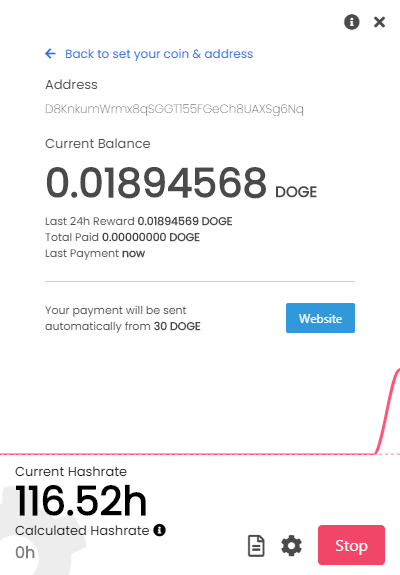 Back to set your coin & address
Address
D8KnkumWrmx8qSGGT155FGeCh8UAXSg6Nq
Current Balance
0.01894568 DOGE
Last 24h Reward 0.01894569 DOGE
Total Paid 0.00000000 DOGE
Last Payment now
Your payment will be sent
automatically from 30 DOGE
Website
Current Hashrate
116.52h
Calculated Hashrate
0h
Stop